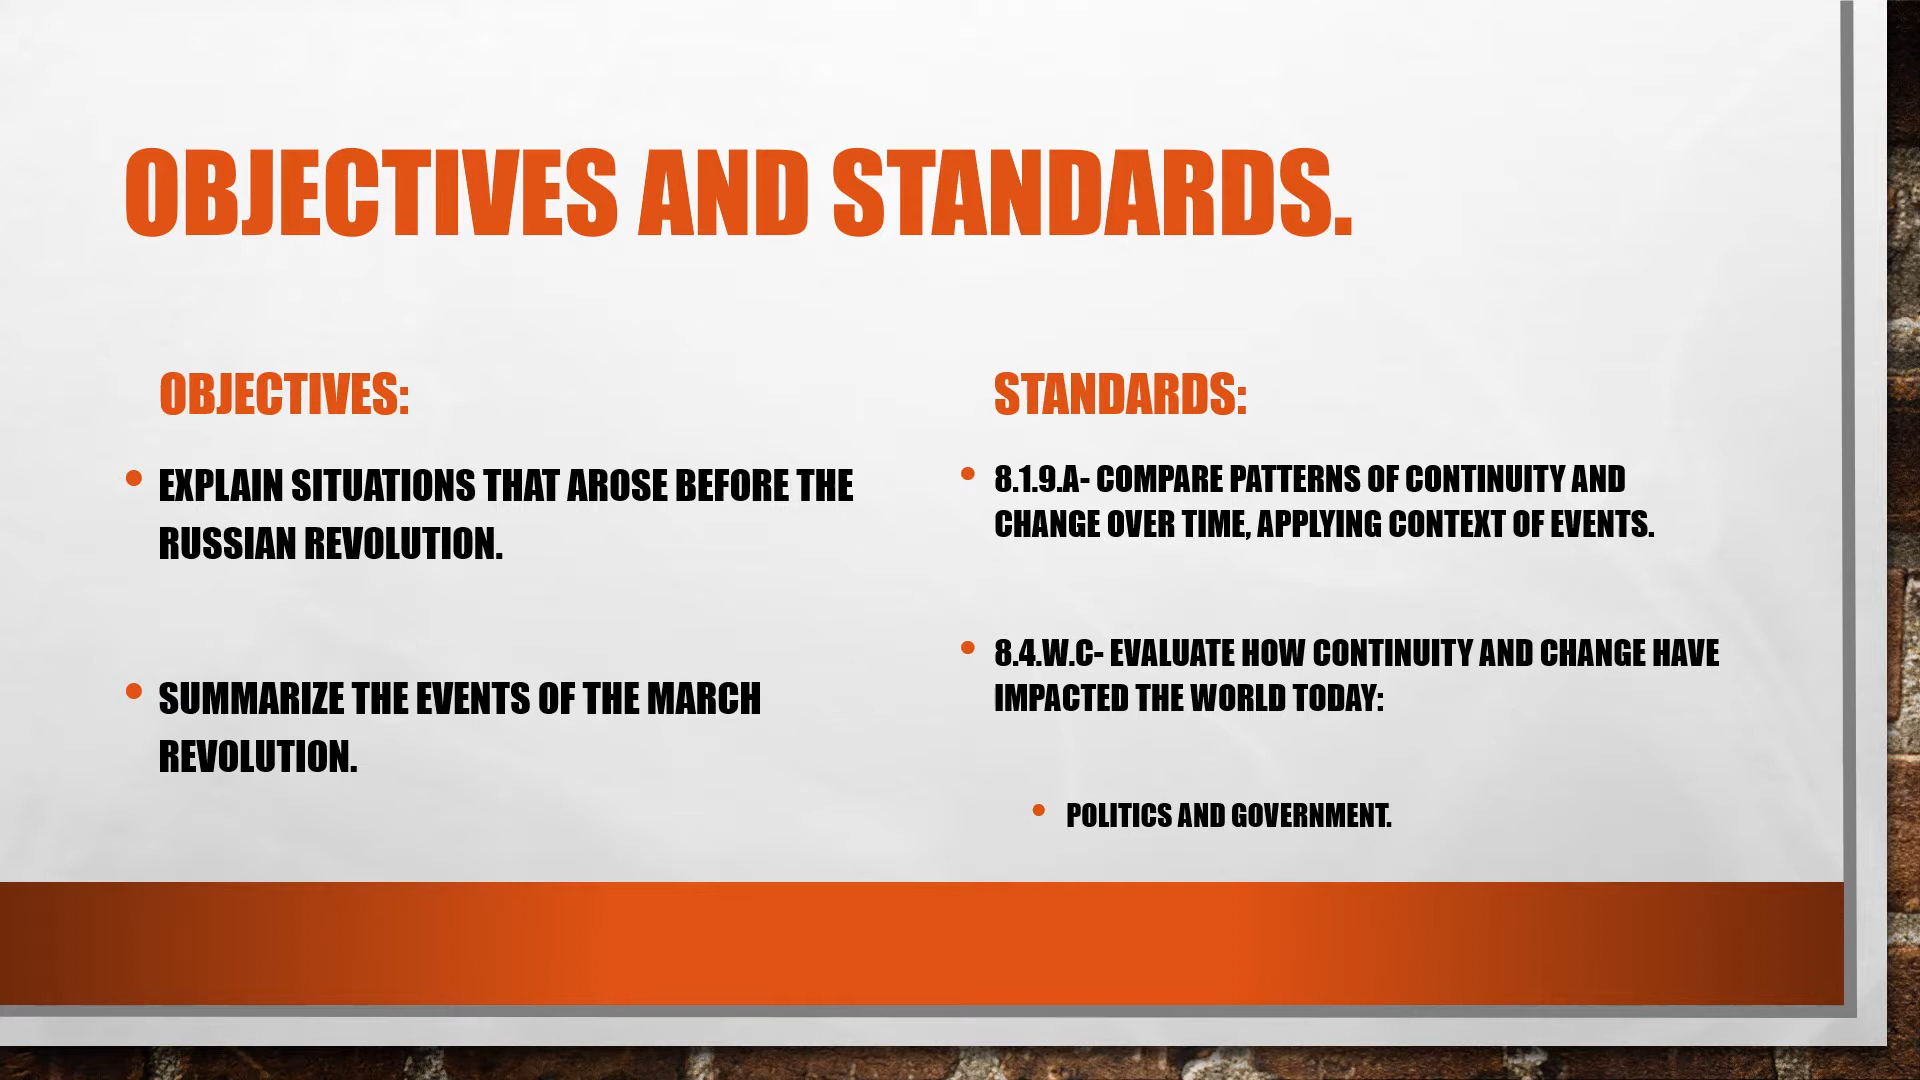 OBJECTIVES AND STANDARDS.
OBJECTIVES:
• EXPLAIN SITUATIONS THAT AROSE BEFORE THE
RUSSIAN REVOLUTION.
• SUMMARIZE THE EVENTS OF THE MARCH
REVOLUTION.
STANDARDS:
• 8.1.9.A- COMPARE PATTERNS OF CONTINUITY AND
CHANGE OVER TIME, APPLYING CONTEXT OF EVENTS.
• 8.4.W.C- EVALUATE HOW CONTINUITY AND CHANGE HAVE
IMPACTED THE WORLD TODAY:
• POLITICS AND GOVERNMENT.